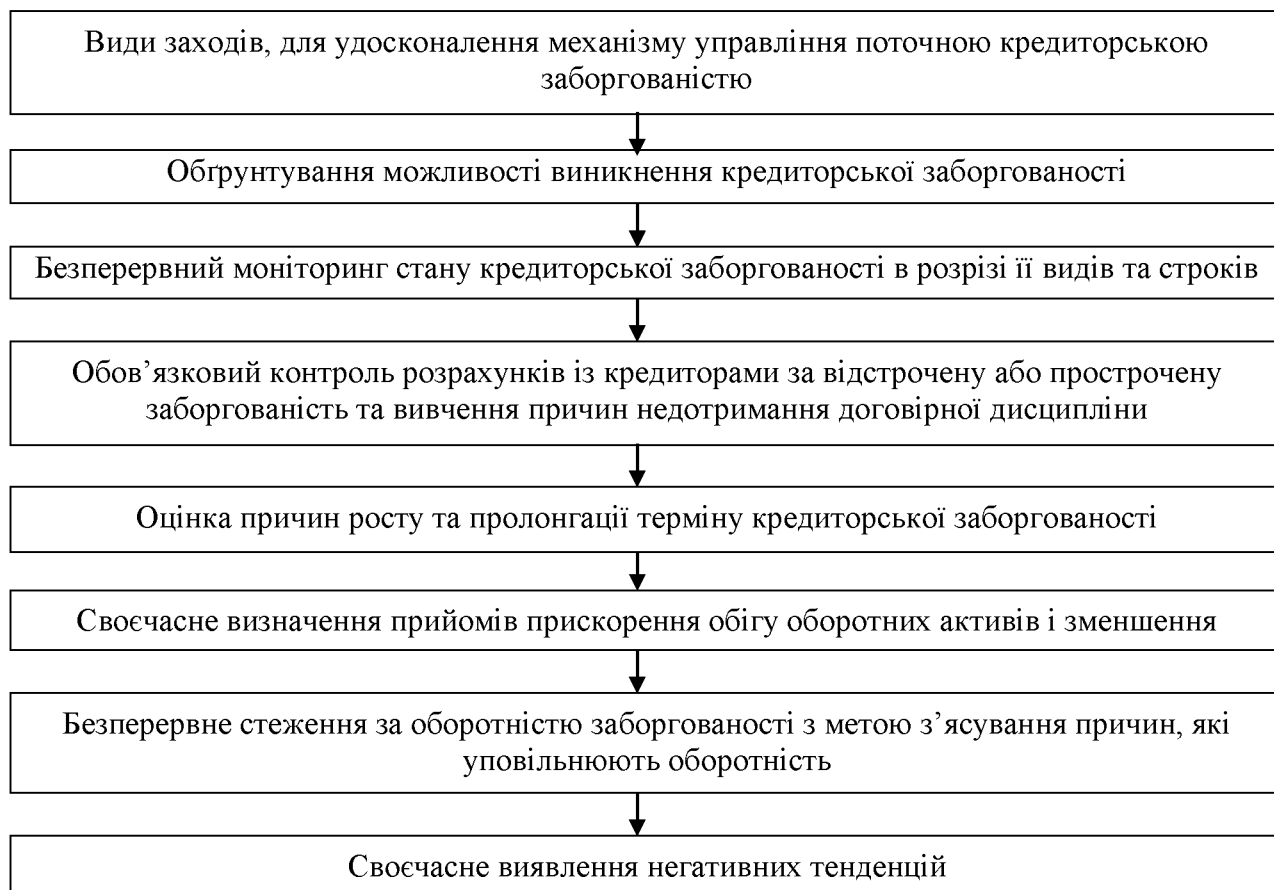 Види заходів, для удосконалення механізму управління поточною кредиторською
заборгованістю
Обґрунтування можливості виникнення кредиторської заборгованості
Безперервний моніторинг стану кредиторської заборгованості в розрізі її видів та строків
Обов’язковий контроль розрахунків із кредиторами за відстрочену або прострочену
заборгованість та вивчення причин недотримання договірної дисципліни
Оцінка причин росту та пролонгації терміну кредиторської заборгованості
Своєчасне визначення прийомів прискорення обігу оборотних активів і зменшення
Безперервне стеження за оборотністю заборгованості з метою з’ясування причин, які
уповільнюють оборотність
Своєчасне виявлення негативних тенденцій